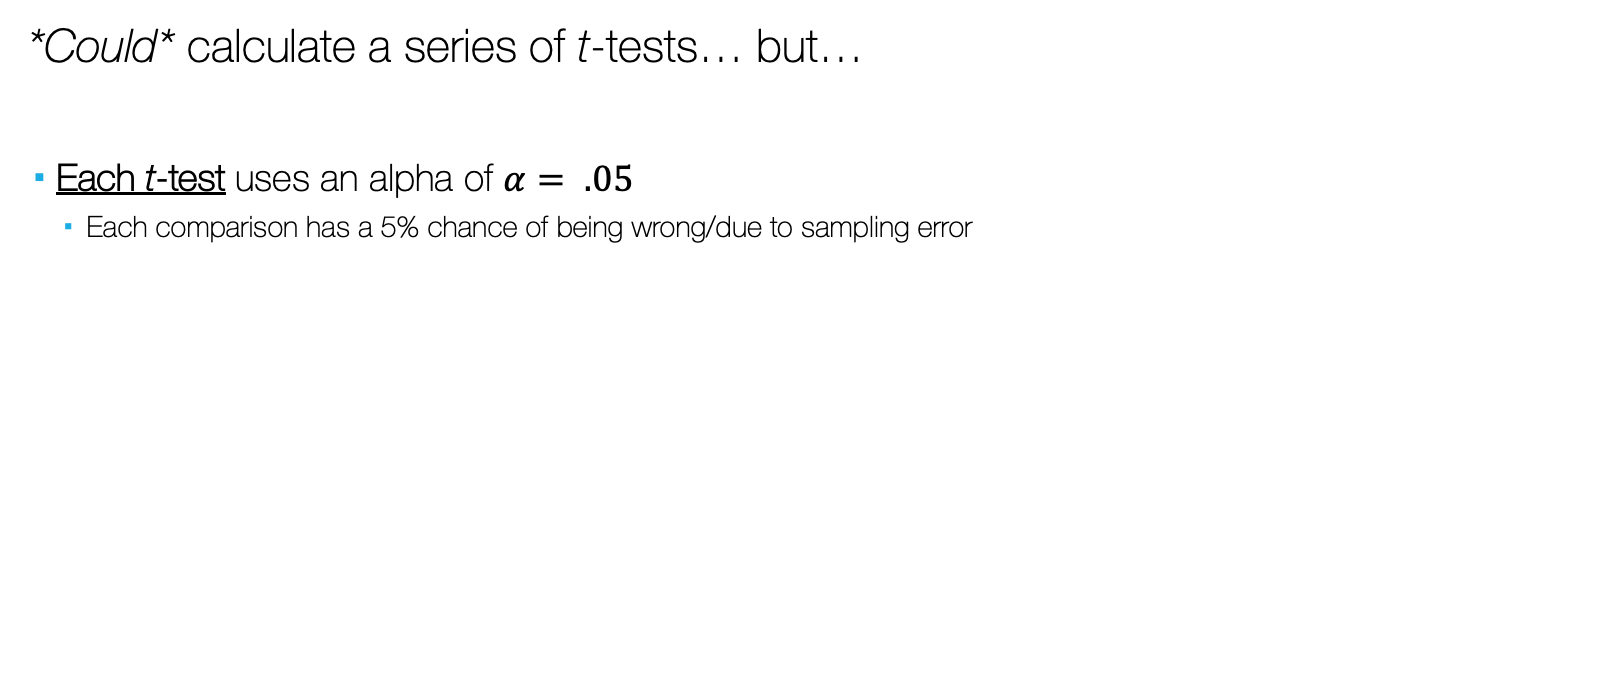 *Could* calculate a series of t-tests… but…
▪ Each t-test uses an alpha of α = .05
▪ Each comparison has a 5% chance of being wrong/due to sampling error